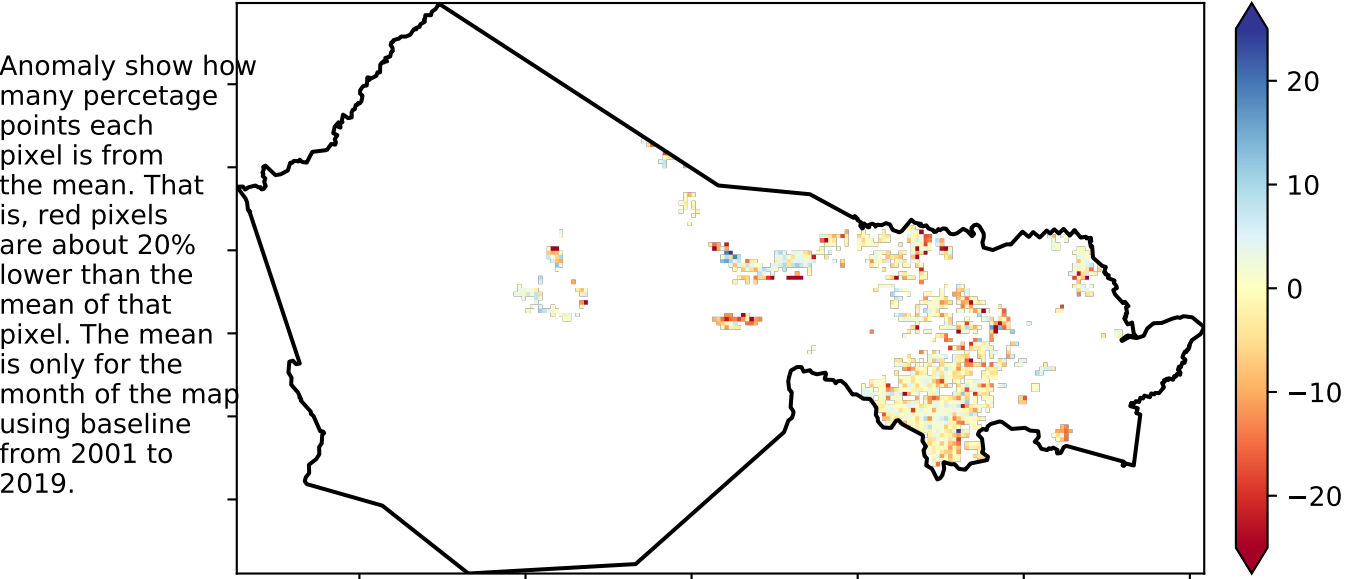 Anomaly show how
many percetage
points each
pixel is from
the mean. That
is, red pixels
are about 20%
lower than the
mean of that
pixel. The mean
is only for the
month of the map
using baseline
from 2001 to
2019.
20
10
0
−10
−20